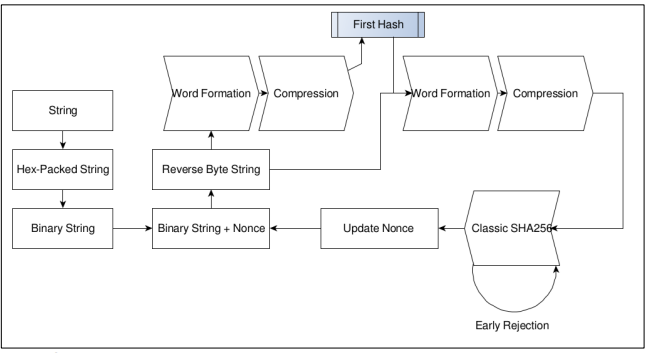 First Hash
Word Formation
Compression
Word Formation
Compression
String
Hex-Packed String
Reverse Byte String
Binary String
Binary String + Nonce
Update Nonce
Classic SHA256
Early Rejection